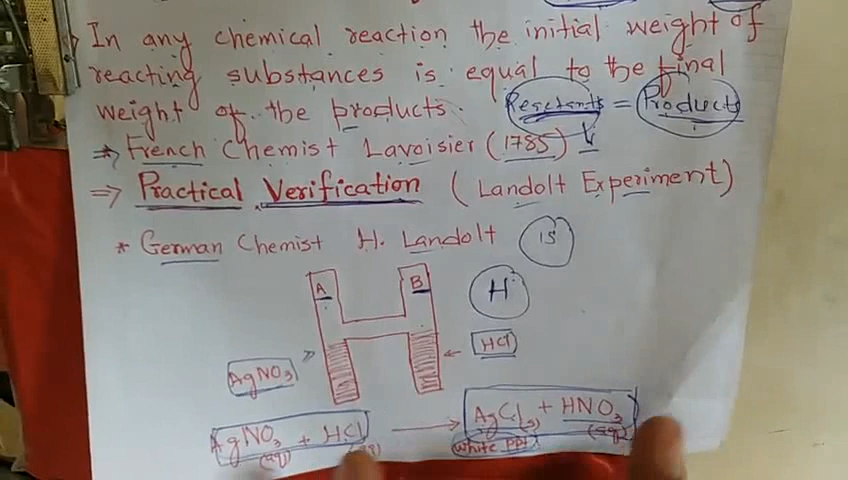 In any chemical reaction the initial weight of
reacting substances is equal to the final
weight of the products. Reactants = Products
⇒ French Chemist Lavoisier (1785)
⇒ Practical Verification (Landolt Experiment)
* German Chemist H. Landolt 15
A B H
HCl
AgNO3
AgNO3 (aq) + HCl (aq) → AgCl(s) + HNO3 (aq)
white PPt